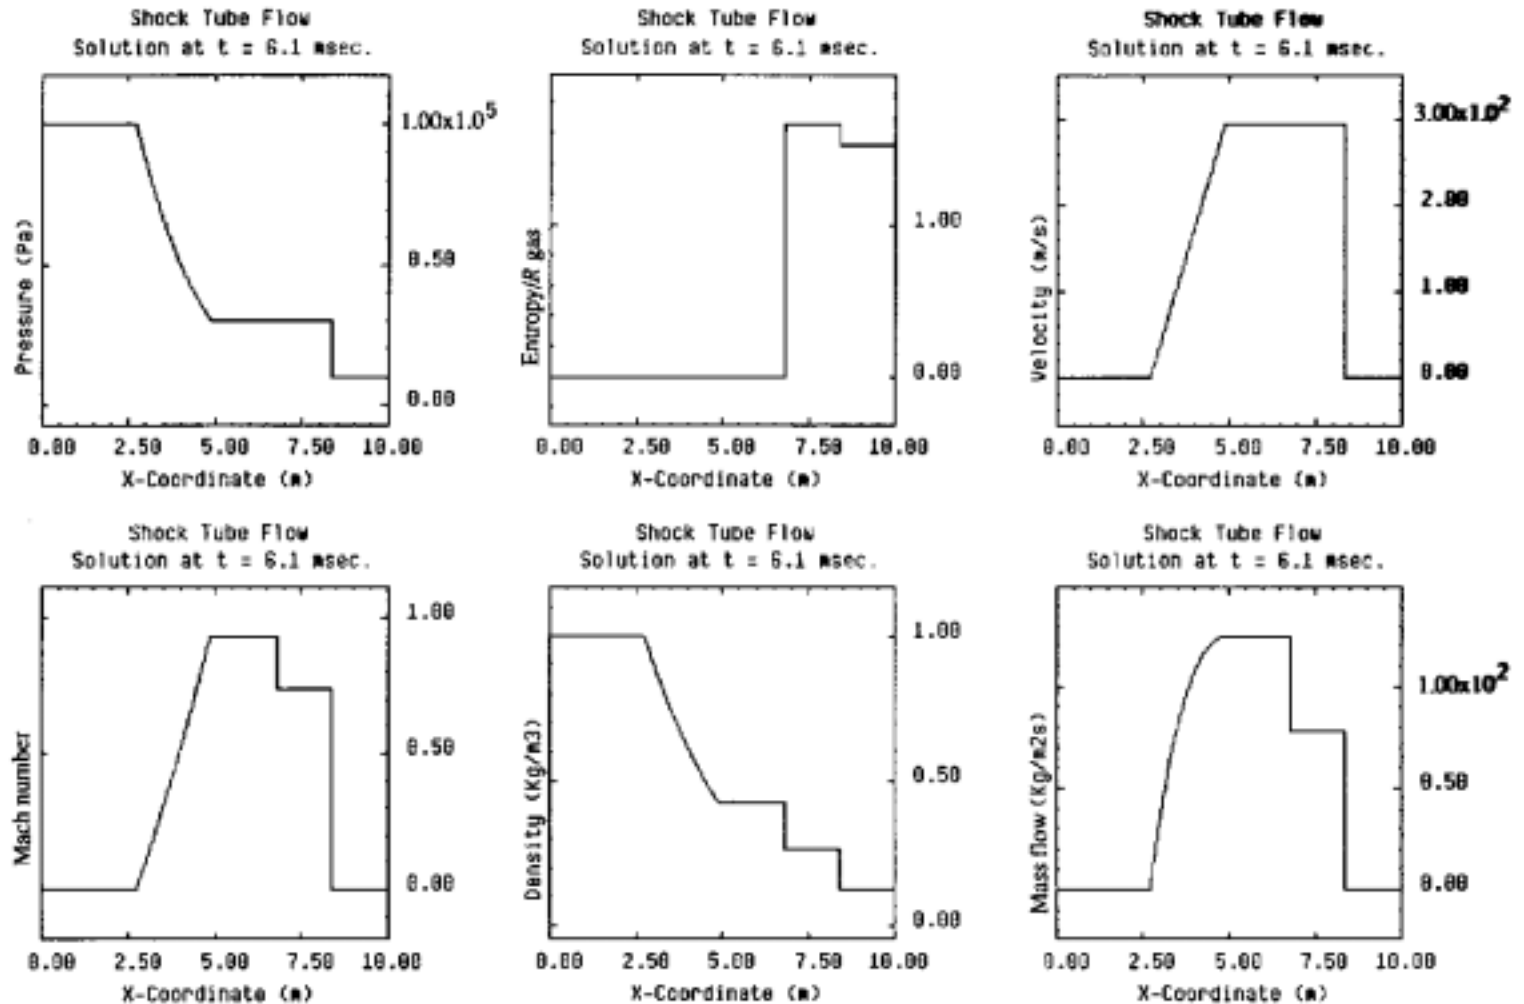 Shock Tube Flow
Solution at t = 6.1 msec.
Pressure (Pa)
1.00x10^5
0.50
0.00
0.00 2.50 5.00 7.50 10.00
X-Coordinate (m)
Shock Tube Flow
Solution at t = 6.1 msec.
Entropy/R gas
1.00
0.00
0.00 2.50 5.00 7.50 10.00
X-Coordinate (m)
Shock Tube Flow
Solution at t = 6.1 msec.
Velocity (m/s)
3.00x10^2
2.00
1.00
0.00
0.00 2.50 5.00 7.50 10.00
X-Coordinate (m)
Shock Tube Flow
Solution at t = 6.1 msec.
Mach number
1.00
0.50
0.00
0.00 2.50 5.00 7.50 10.00
X-Coordinate (m)
Shock Tube Flow
Solution at t = 6.1 msec.
Density (Kg/m3)
1.00
0.50
0.00
0.00 2.50 5.00 7.50 10.00
X-Coordinate (m)
Shock Tube Flow
Solution at t = 6.1 msec.
Mass flow (Kg/m2s)
1.00x10^2
0.50
0.00
0.00 2.50 5.00 7.50 10.00
X-Coordinate (m)